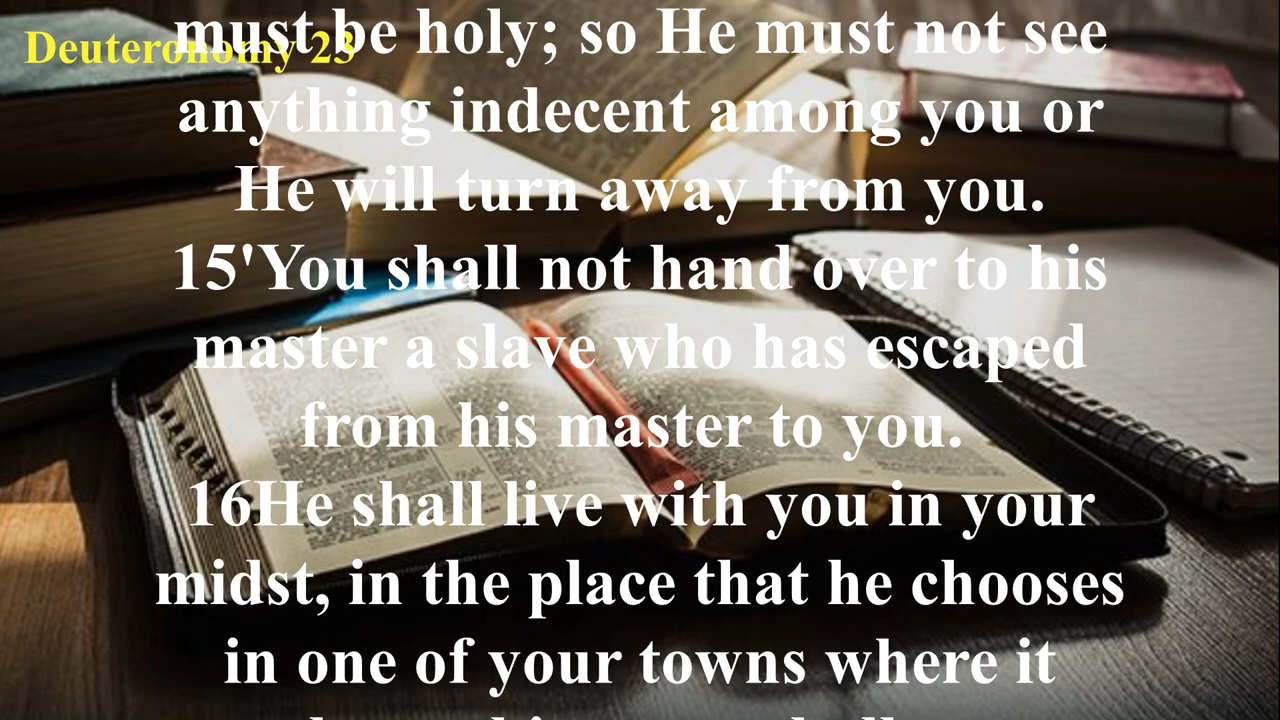 Deuteronomy 23
must be holy; so He must not see
anything indecent among you or
He will turn away from you.
15'You shall not hand over to his
master a slave who has escaped
from his master to you.
16He shall live with you in your
midst, in the place that he chooses
in one of your towns where it